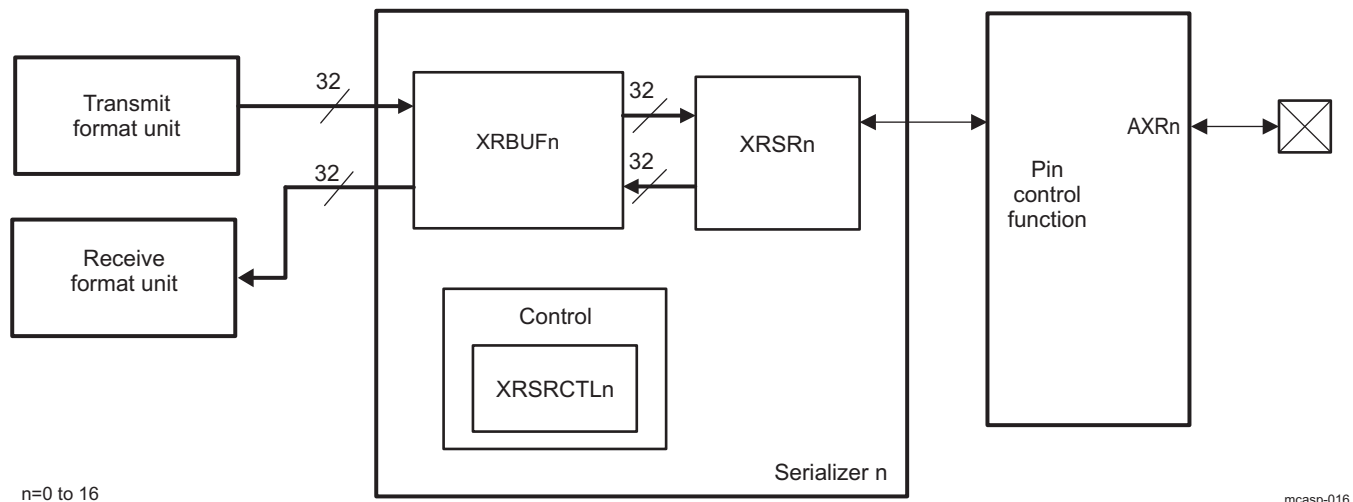 Transmit
format unit
32
32
XRBUFn
32
32
XRSRn
Receive
format unit
Control
XRSRCTLn
Serializer n
AXRn
Pin
control
function
n=0 to 16
mcasp-016